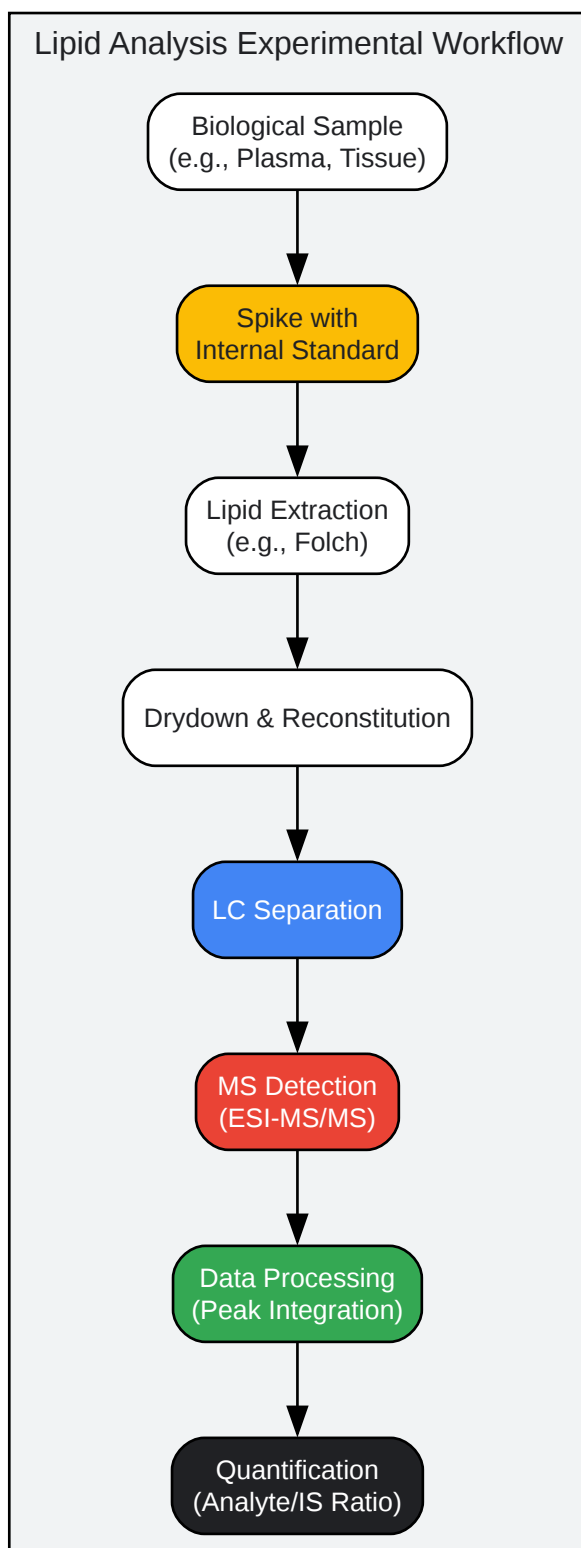 Lipid Analysis Experimental Workflow
Biological Sample
(e.g., Plasma, Tissue)
Spike with
Internal Standard
Lipid Extraction
(e.g., Folch)
Drydown & Reconstitution
LC Separation
MS Detection
(ESI-MS/MS)
Data Processing
(Peak Integration)
Quantification
(Analyte/IS Ratio)